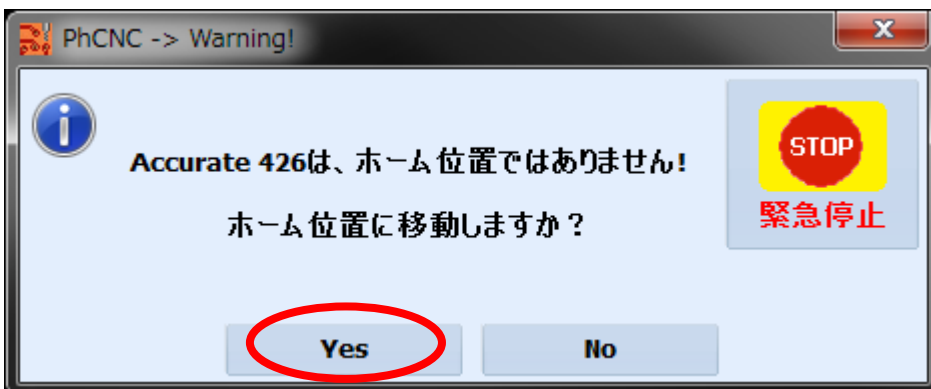 PhCNC -> Warning!
Accurate 426は、ホーム位置ではありません!
ホーム位置に移動しますか?
STOP
緊急停止
Yes
No